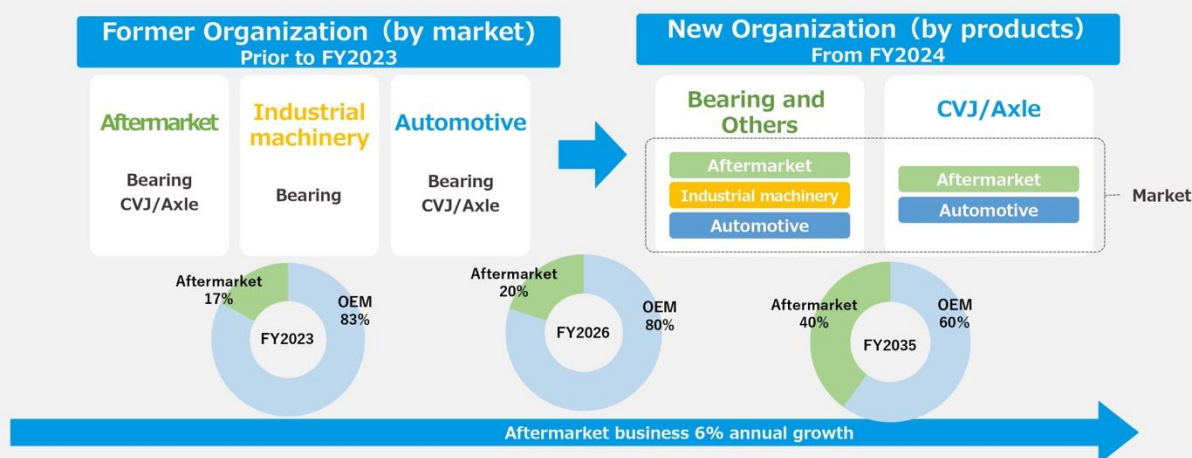 Former Organization (by market)
Prior to FY2023
Aftermarket
Bearing
CVJ/Axle
Industrial
machinery
Bearing
Automotive
Bearing
CVJ/Axle
New Organization (by products)
From FY2024
Bearing and
Others
Aftermarket
Industrial machinery
Automotive
CVJ/Axle
Aftermarket
Automotive
Market
Aftermarket
17%
OEM
83%
FY2023
Aftermarket
20%
OEM
80%
FY2026
Aftermarket
40%
OEM
60%
FY2035
Aftermarket business 6% annual growth